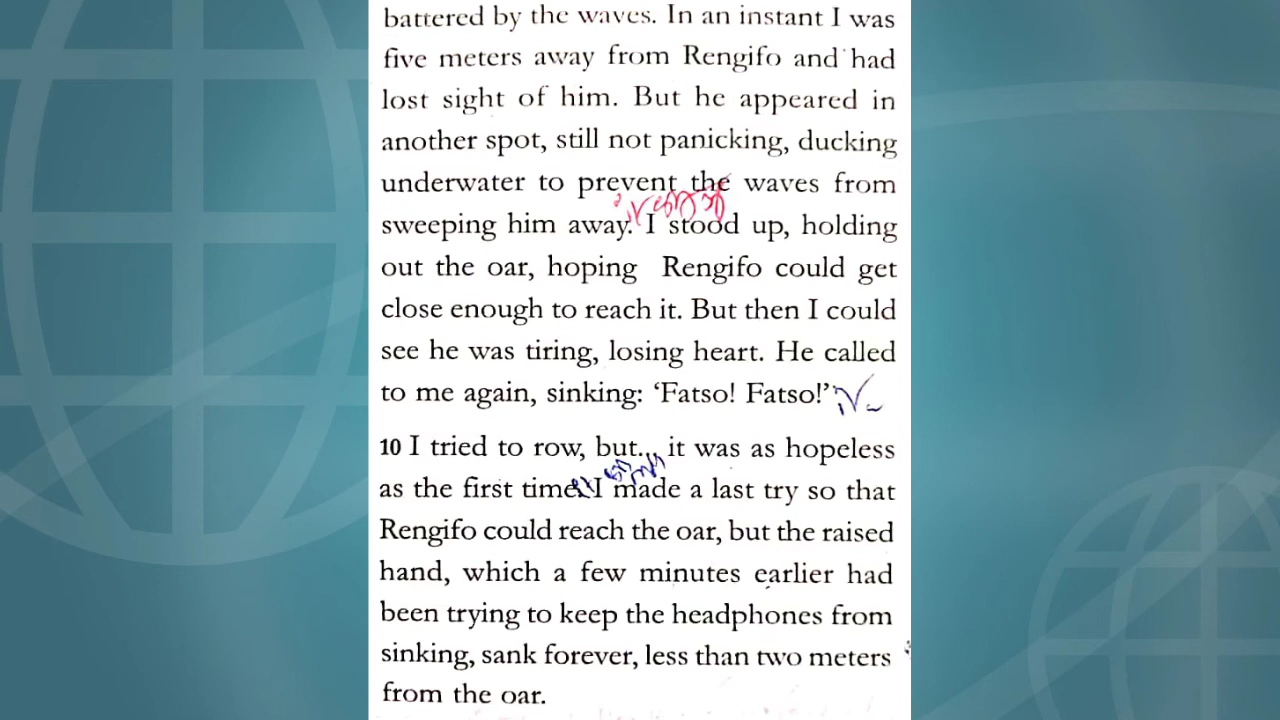 battered by the waves. In an instant I was
five meters away from Rengifo and had
lost sight of him. But he appeared in
another spot, still not panicking, ducking
underwater to prevent the waves from
sweeping him away. I stood up, holding
out the oar, hoping Rengifo could get
close enough to reach it. But then I could
see he was tiring, losing heart. He called
to me again, sinking: ‘Fatso! Fatso!’
10 I tried to row, but... it was as hopeless
as the first time. I made a last try so that
Rengifo could reach the oar, but the raised
hand, which a few minutes earlier had
been trying to keep the headphones from
sinking, sank forever, less than two meters
from the oar.